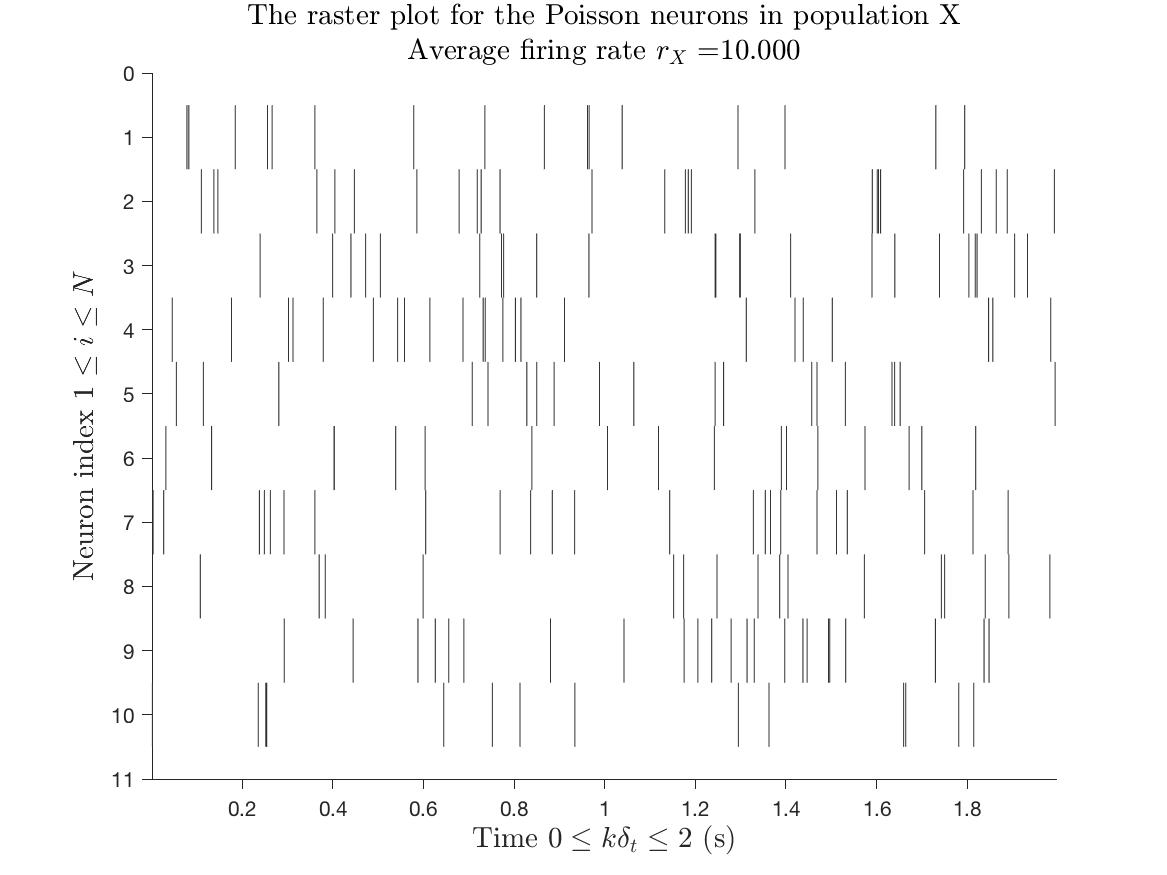 The raster plot for the Poisson neurons in population X
Average firing rate r_X =10.000
Neuron index 1 ≤ i ≤ N
0
1
2
3
4
5
6
7
8
9
10
11
0.2 0.4 0.6 0.8 1 1.2 1.4 1.6 1.8
Time 0 ≤ kδ_t ≤ 2 (s)